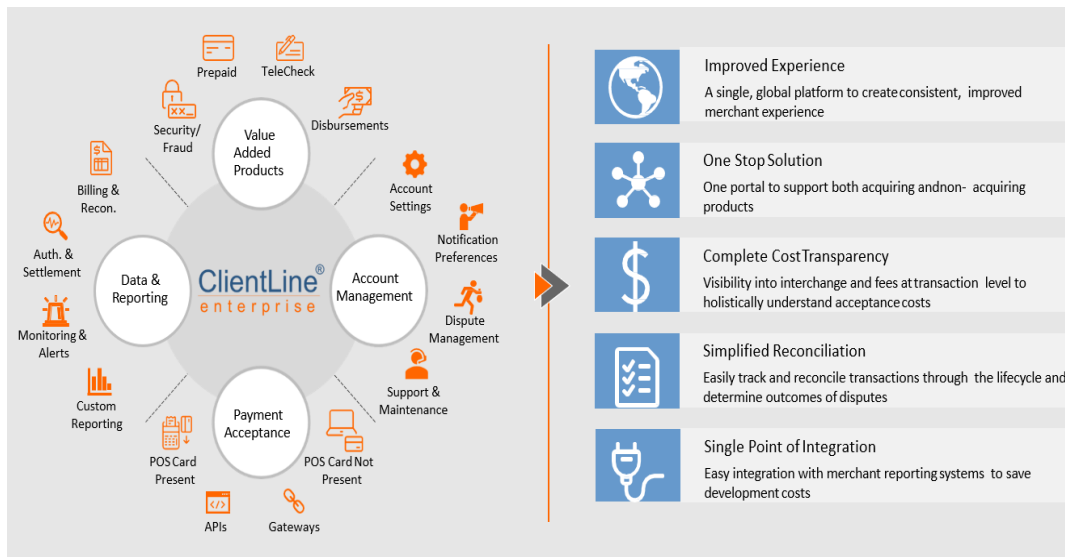 Prepaid
TeleCheck
Security/
Fraud
Disbursements
Value
Added
Products
Billing &
Recon.
Account
Settings
Auth. &
Settlement
Notification
Preferences
Data &
Reporting
ClientLine®
enterprise
Account
Management
Monitoring &
Alerts
Dispute
Management
Custom
Reporting
Support &
Maintenance
Payment
Acceptance
POS Card
Present
POS Card Not
Present
APIs
Gateways
Improved Experience
A single, global platform to create consistent, improved
merchant experience
One Stop Solution
One portal to support both acquiring andnon- acquiring
products
Complete Cost Transparency
Visibility into interchange and fees at transaction level to
holistically understand acceptance costs
Simplified Reconciliation
Easily track and reconcile transactions through the lifecycle and
determine outcomes of disputes
Single Point of Integration
Easy integration with merchant reporting systems to save
development costs